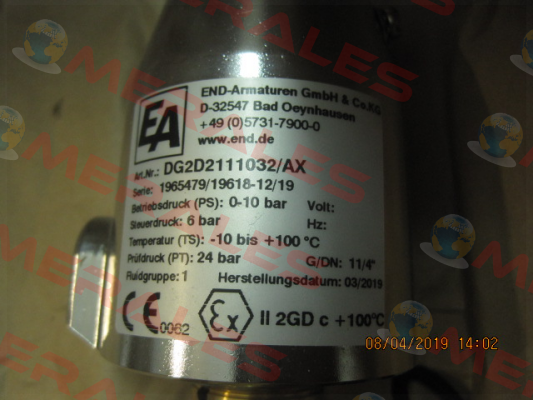 END-Armaturen GmbH & Co.KG
D-32547 Bad Oeynhausen
+49 (0)5731-7900-0
www.end.de
EA
Art.Nr.: DG2D2111032/AX
Serie: 1965479/19618-12/19
Betriebsdruck (PS): 0-10 bar Volt:
Steuerdruck: 6 bar Hz:
Temperatur (TS): -10 bis +100 °C
Prüfdruck (PT): 24 bar G/DN: 11/4"
Fluidgruppe: 1 Herstellungsdatum: 03/2019
CE 0062 Ex II 2GD c +100°C
08/04/2019 14:02
MERALES